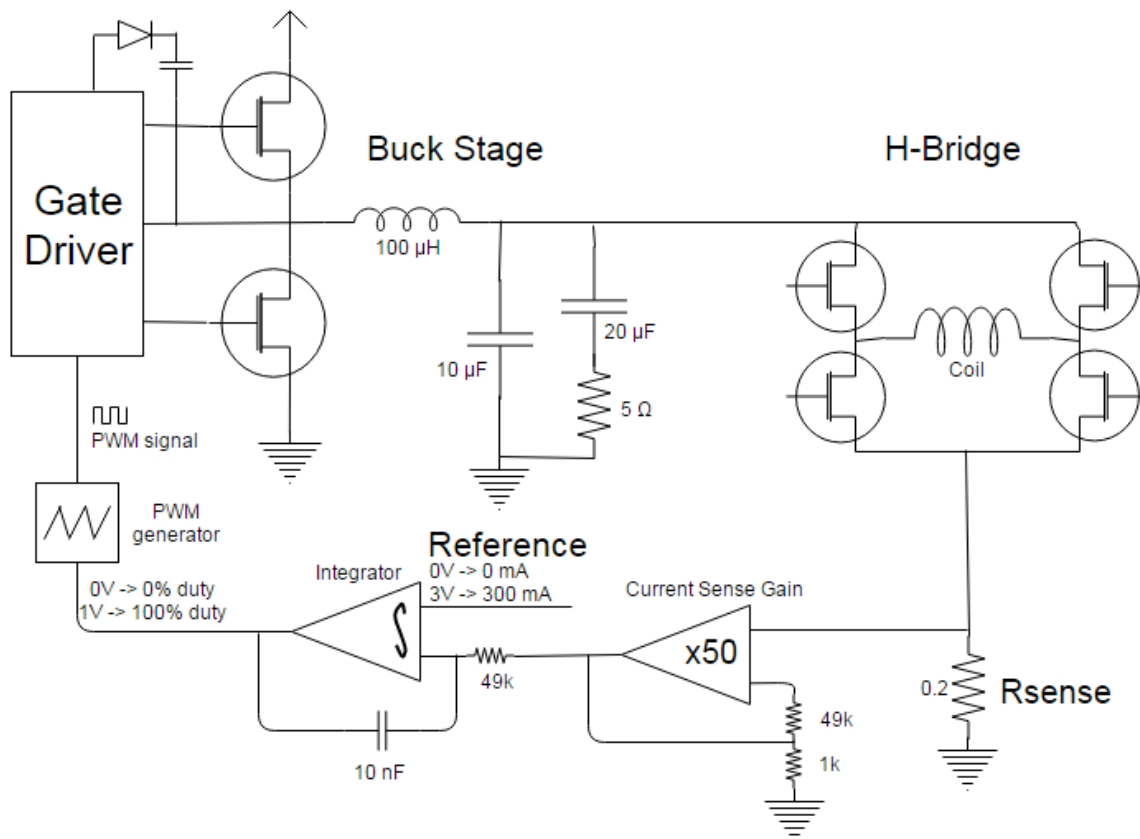 Gate
Driver
Buck Stage
H-Bridge
100 µH
20 µF
10 µF
5 Ω
Coil
PWM signal
PWM
generator
0V -> 0% duty
1V -> 100% duty
Integrator
Reference
0V -> 0 mA
3V -> 300 mA
Current Sense Gain
x50
49k
10 nF
49k
1k
0.2
Rsense